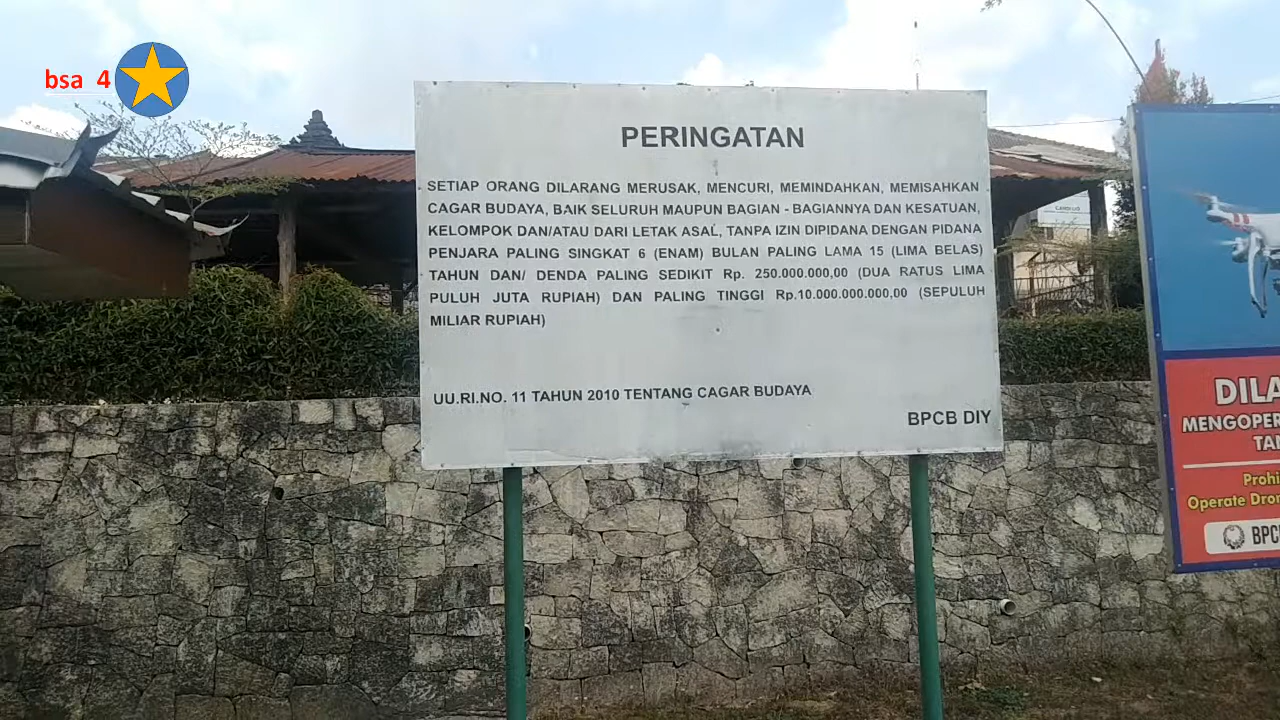 bsa 4
PERINGATAN
SETIAP ORANG DILARANG MERUSAK, MENCURI, MEMINDAHKAN, MEMISAHKAN
CAGAR BUDAYA, BAIK SELURUH MAUPUN BAGIAN - BAGIANNYA DAN KESATUAN,
KELOMPOK DAN/ATAU DARI LETAK ASAL, TANPA IZIN DIPIDANA DENGAN PIDANA
PENJARA PALING SINGKAT 6 (ENAM) BULAN PALING LAMA 15 (LIMA BELAS)
TAHUN DAN/ DENDA PALING SEDIKIT Rp. 250.000.000,00 (DUA RATUS LIMA
PULUH JUTA RUPIAH) DAN PALING TINGGI Rp.10.000.000.000,00 (SEPULUH
MILIAR RUPIAH)
UU.RI.NO. 11 TAHUN 2010 TENTANG CAGAR BUDAYA
BPCB DIY
DILA
MENGOPER
TA
Prohi
Operate Dron
BPC